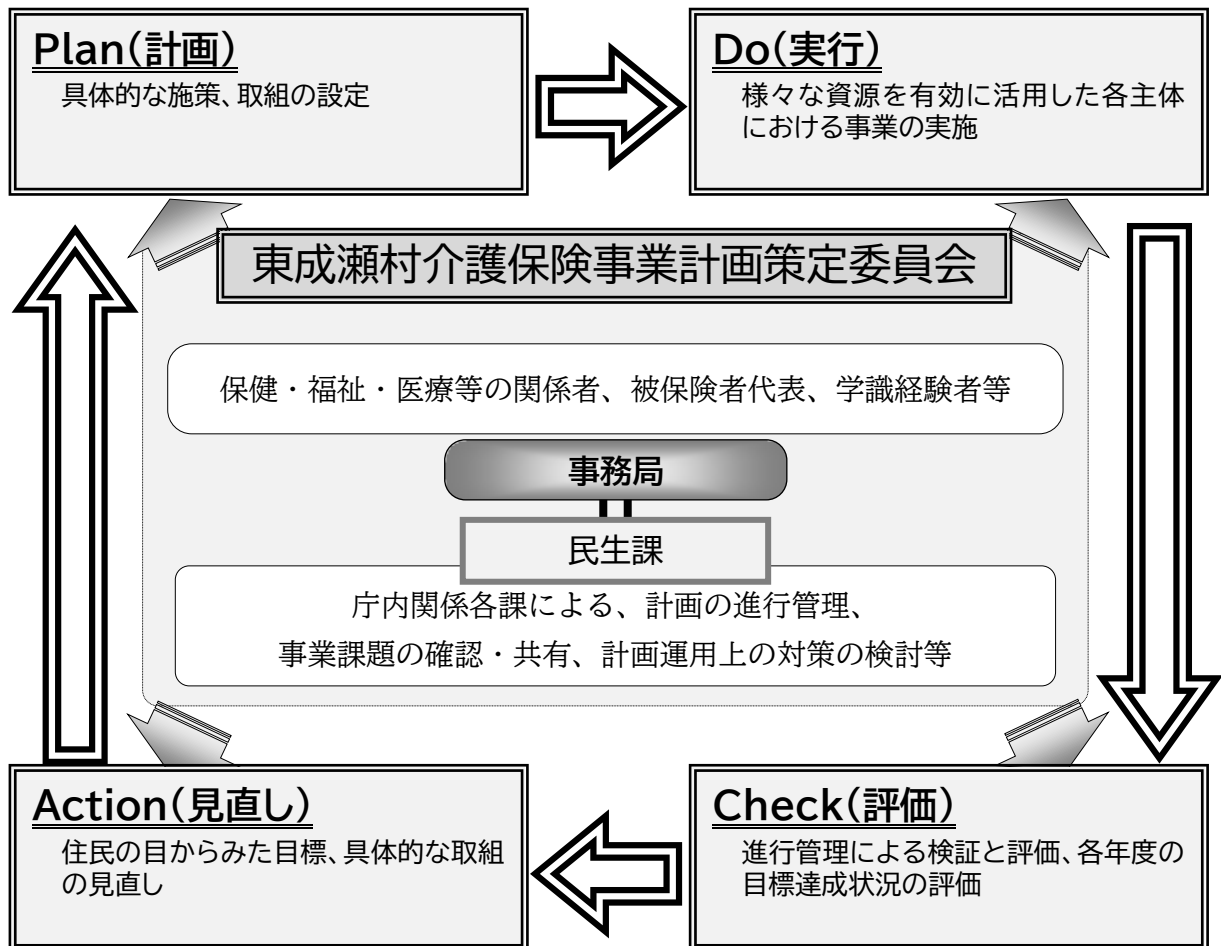 Plan(計画)
具体的な施策、取組の設定
Do(実行)
様々な資源を有効に活用した各主体
における事業の実施
東成瀬村介護保険事業計画策定委員会
保健・福祉・医療等の関係者、被保険者代表、学識経験者等
事務局
民生課
庁内関係各課による、計画の進行管理、
事業課題の確認・共有、計画運用上の対策の検討等
Action(見直し)
住民の目からみた目標、具体的な取組
の見直し
Check(評価)
進行管理による検証と評価、各年度の
目標達成状況の評価